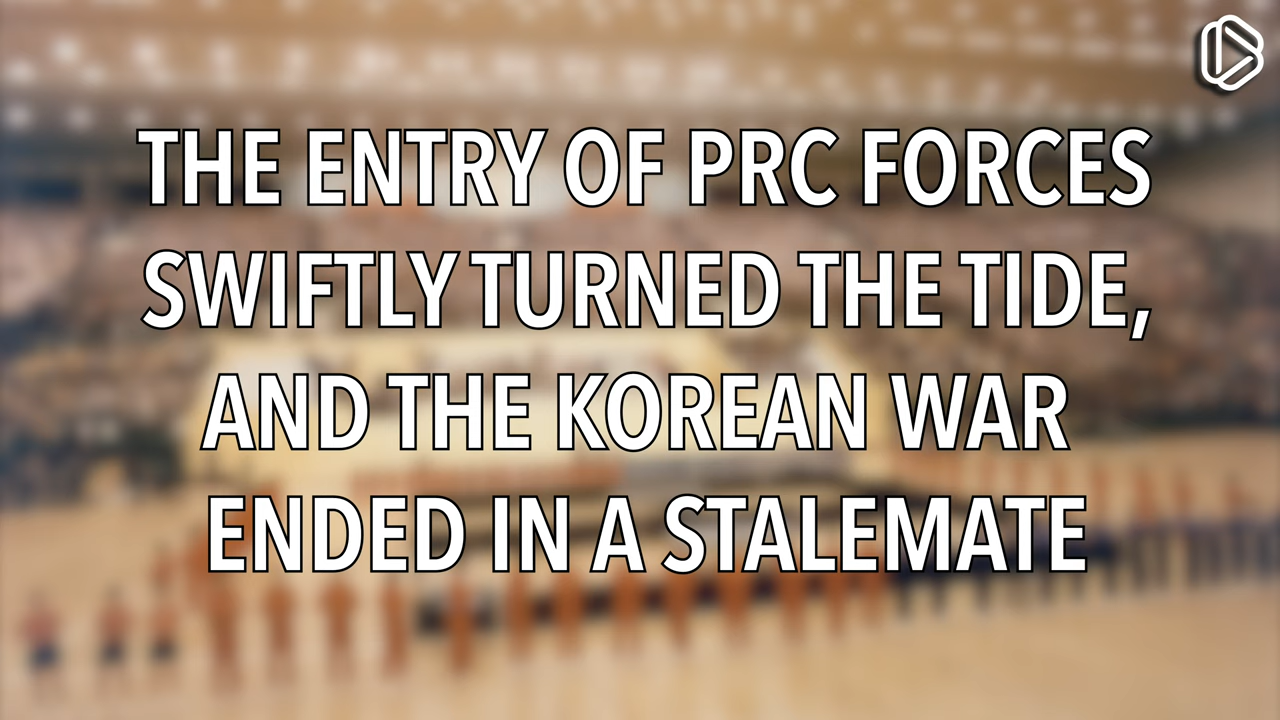 THE ENTRY OF PRC FORCES
SWIFTLY TURNED THE TIDE,
AND THE KOREAN WAR
ENDED IN A STALEMATE